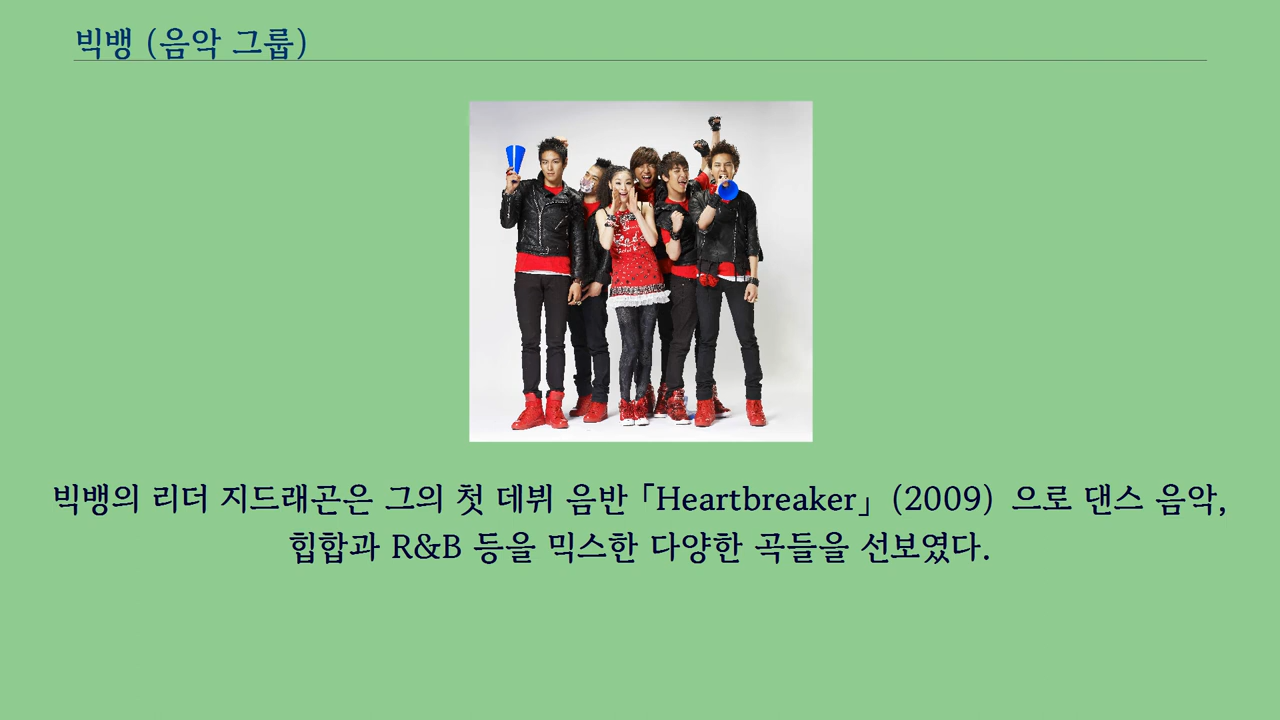 빅뱅 (음악 그룹)
빅뱅의 리더 지드래곤은 그의 첫 데뷔 음반 「Heartbreaker」 (2009) 으로 댄스 음악,
힙합과 R&B 등을 믹스한 다양한 곡들을 선보였다.